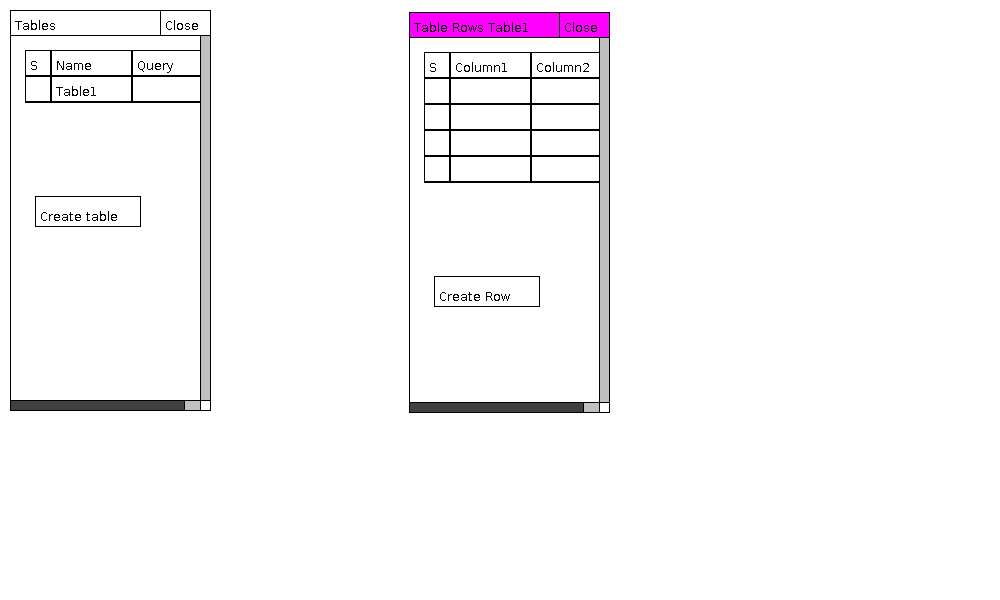 Tables Close
S Name Query
Table1
Create table
Table Rows Table1 Close
S Column1 Column2
Create Row